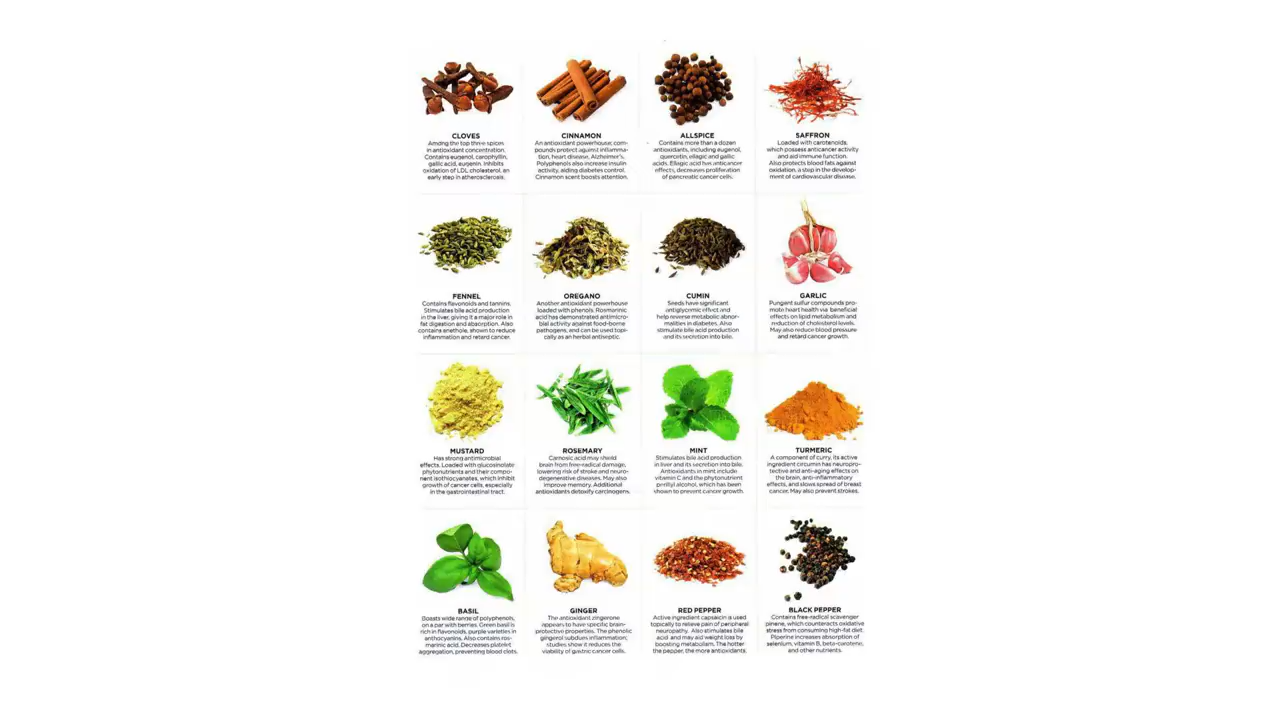 CLOVES
Among the top three spices
in antioxidant concentration.
Contains eugenol, carophyllin,
gallic acid, eugenin. Inhibits
oxidation of LDL cholesterol, an
early step in atherosclerosis.
CINNAMON
An antioxidant powerhouse; com-
pounds protect against inflamma-
tion, heart disease, Alzheimer's.
Polyphenols also increase insulin
activity, aiding diabetes control.
Cinnamon scent boosts attention.
ALLSPICE
Contains more than a dozen
antioxidants, including eugenol,
quercetin, ellagic and gallic
acids. Ellagic acid has anticancer
effects, decreases proliferation
of pancreatic cancer cells.
SAFFRON
Loaded with carotenoids,
which possess anticancer activity
and aid immune function.
Also protects blood fats against
oxidation, a step in the develop-
ment of cardiovascular disease.
FENNEL
Contains flavonoids and tannins.
Stimulates bile acid production
in the liver, giving it a major role in
fat digestion and absorption. Also
contains anethole, shown to reduce
inflammation and retard cancer.
OREGANO
Another antioxidant powerhouse
loaded with phenols. Rosmarinic
acid has demonstrated antimicro-
bial activity against food-borne
pathogens, and can be used topi-
cally as an herbal antiseptic.
CUMIN
Seeds have significant
antiglycemic effect and
help reverse metabolic abnor-
malities in diabetes. Also
stimulate bile acid production
and its secretion into bile.
GARLIC
Pungent sulfur compounds pro-
mote heart health via beneficial
effects on lipid metabolism and
reduction of cholesterol levels.
May also reduce blood pressure
and retard cancer growth.
MUSTARD
Has strong antimicrobial
effects. Loaded with glucosinolate
phytonutrients and their compo-
nent isothiocyanates, which inhibit
growth of cancer cells, especially
in the gastrointestinal tract.
ROSEMARY
Carnosic acid may shield
brain from free-radical damage,
lowering risk of stroke and neuro-
degenerative diseases. May also
improve memory. Additional
antioxidants detoxify carcinogens.
MINT
Stimulates bile acid production
in liver and its secretion into bile.
Antioxidants in mint include
vitamin C and the phytonutrient
perillyl alcohol, which has been
shown to prevent cancer growth.
TURMERIC
A component of curry, its active
ingredient circumin has neuropro-
tective and anti-aging effects on
the brain, anti-inflammatory
effects, and slows spread of breast
cancer. May also prevent strokes.
BASIL
Boasts wide range of polyphenols,
on a par with berries. Green basil is
rich in flavonoids, purple varieties in
anthocyanins. Also contains ros-
marinic acid. Decreases platelet
aggregation, preventing blood clots.
GINGER
The antioxidant zingerone
appears to have specific brain-
protective properties. The phenolic
gingerol subdues inflammation;
studies show it reduces the
viability of gastric cancer cells.
RED PEPPER
Active ingredient capsaicin is used
topically to relieve pain of peripheral
neuropathy. Also stimulates bile
acid and may aid weight loss by
boosting metabolism. The hotter
the pepper, the more antioxidants.
BLACK PEPPER
Contains free-radical scavenger
pinene, which counteracts oxidative
stress from consuming high-fat diet.
Piperine increases absorption of
selenium, vitamin B, beta-carotene,
and other nutrients.